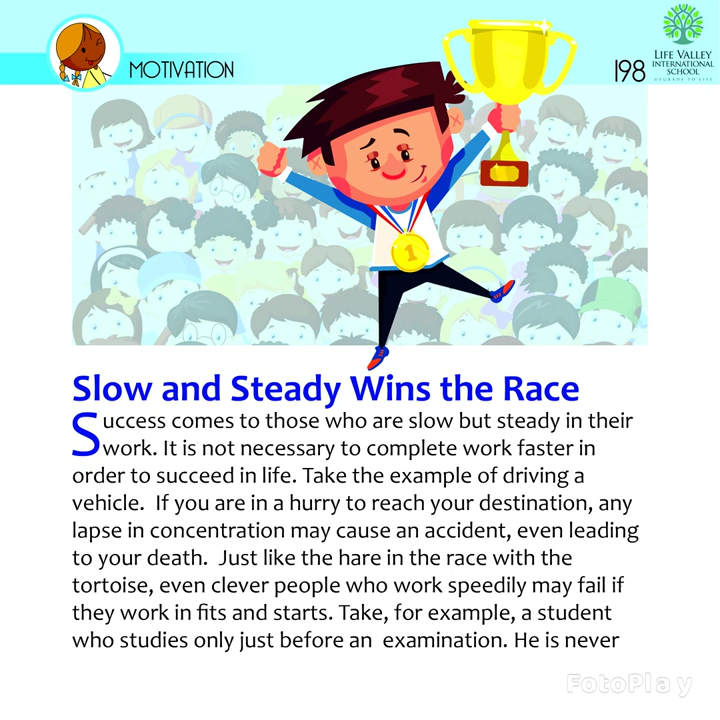 MOTIVATION
198
LIFE VALLEY
INTERNATIONAL
SCHOOL
UPGRADE TO LIFE
1
Slow and Steady Wins the Race
Success comes to those who are slow but steady in their
work. It is not necessary to complete work faster in
order to succeed in life. Take the example of driving a
vehicle.  If you are in a hurry to reach your destination, any
lapse in concentration may cause an accident, even leading
to your death.  Just like the hare in the race with the
tortoise, even clever people who work speedily may fail if
they work in fits and starts. Take, for example, a student
who studies only just before an  examination. He is never
FotoPlay